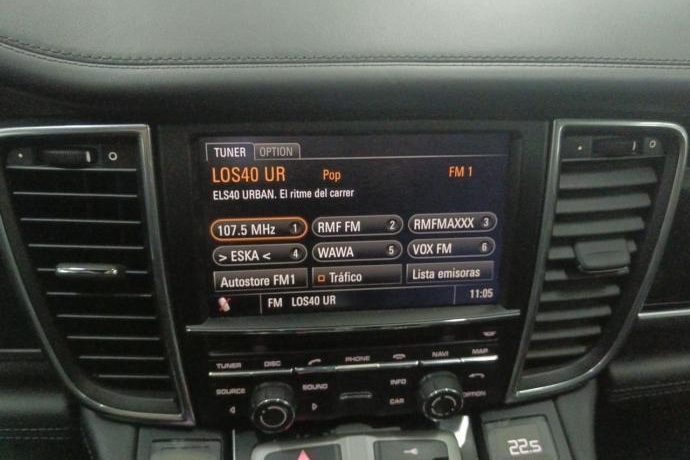 TUNER OPTION
LOS40 UR Pop FM 1
ELS40 URBAN. El ritme del carrer
107.5 MHz 1 RMF FM 2 RMFMAXXX 3
> ESKA < 4 WAWA 5 VOX FM 6
Autostore FM1 Tráfico Lista emisoras
FM LOS40 UR 11:05
TUNER DISC PHONE NAVI MAP
SOURCE SOUND INFO
CAR OPTION
22.5